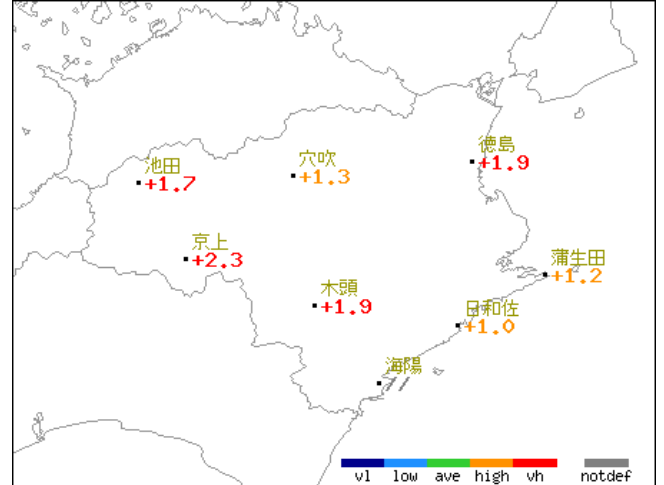 徳島
+1.9
穴吹
+1.3
池田
+1.7
京上
+2.3
蒲生田
+1.2
木頭
+1.9
日和佐
+1.0
海陽
vl low ave high vh notdef